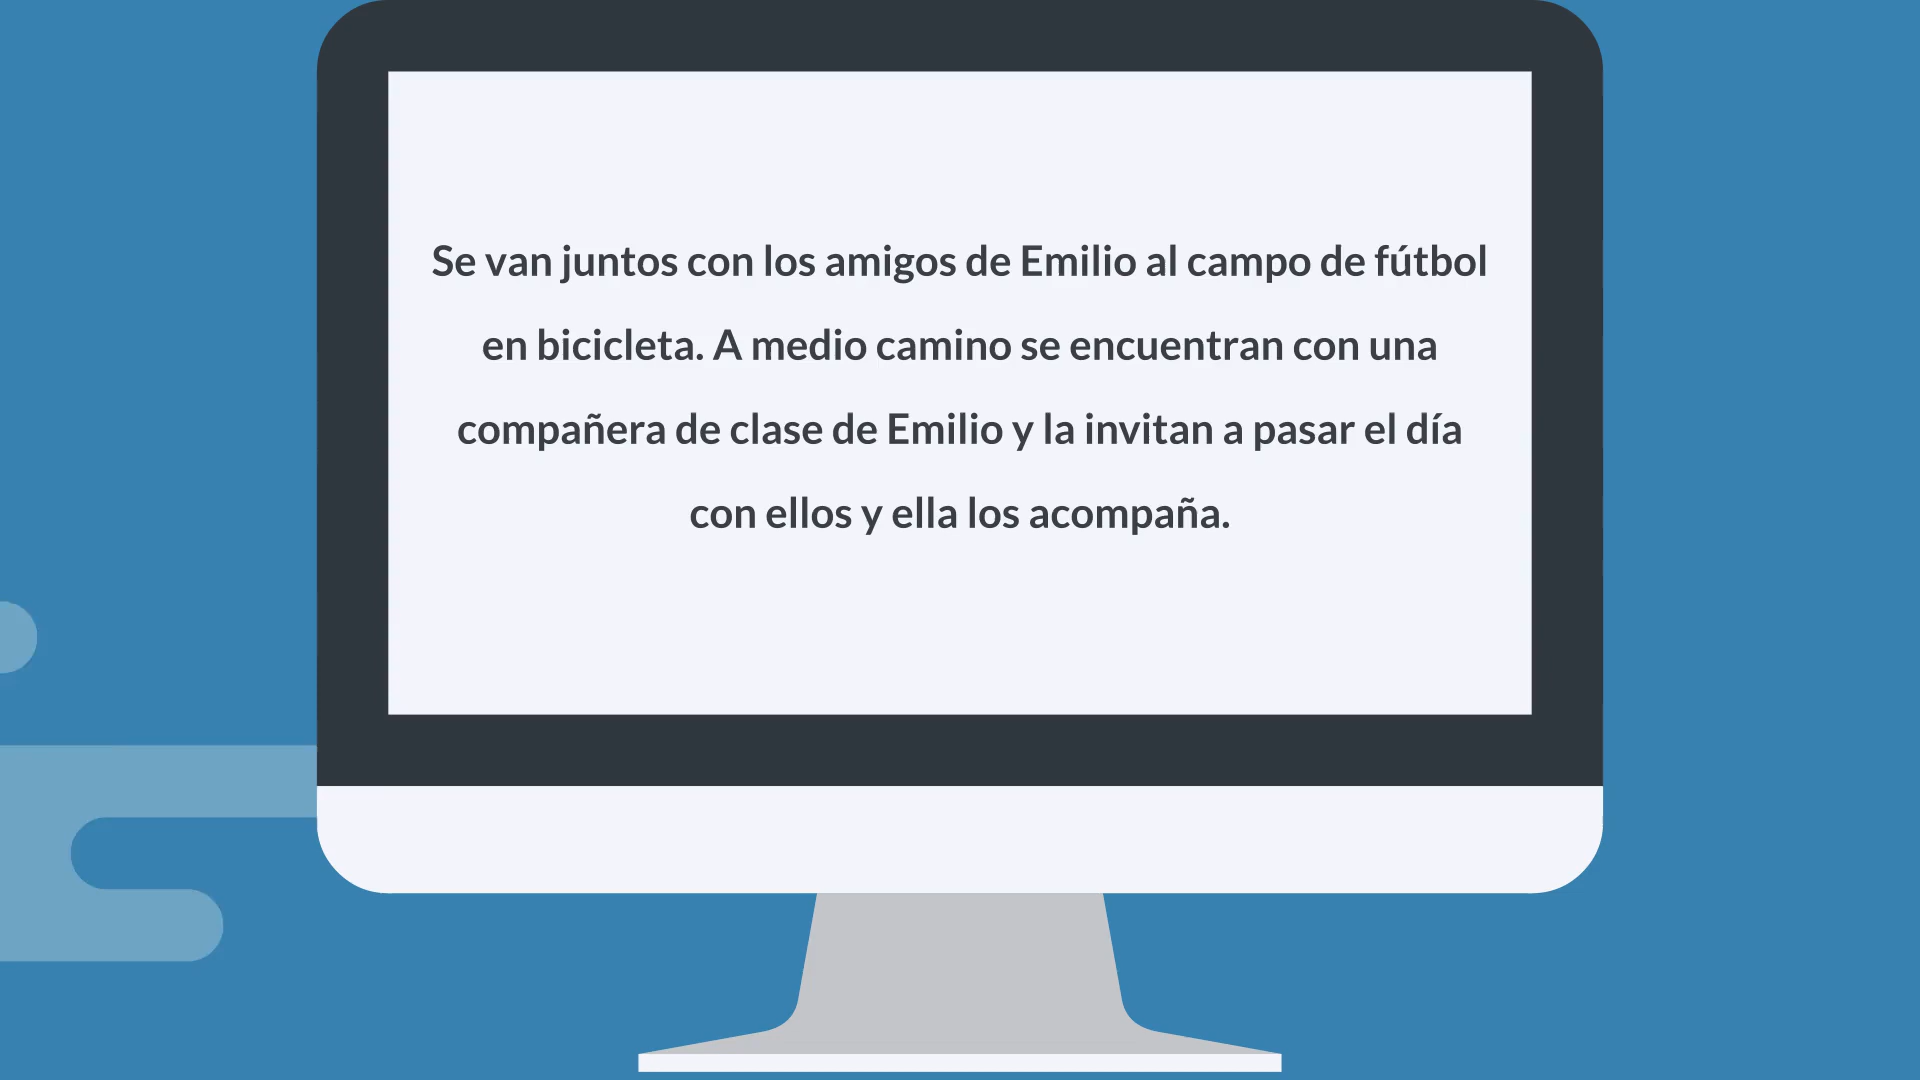 Se van juntos con los amigos de Emilio al campo de fútbol
en bicicleta. A medio camino se encuentran con una
compañera de clase de Emilio y la invitan a pasar el día
con ellos y ella los acompaña.